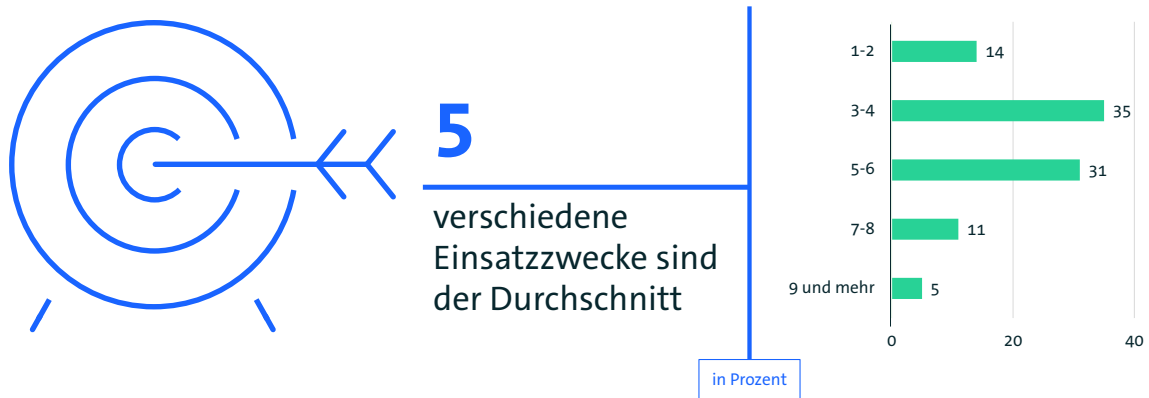 5
verschiedene
Einsatzzwecke sind
der Durchschnitt
in Prozent
1-2 14
3-4 35
5-6 31
7-8 11
9 und mehr 5
0 20 40